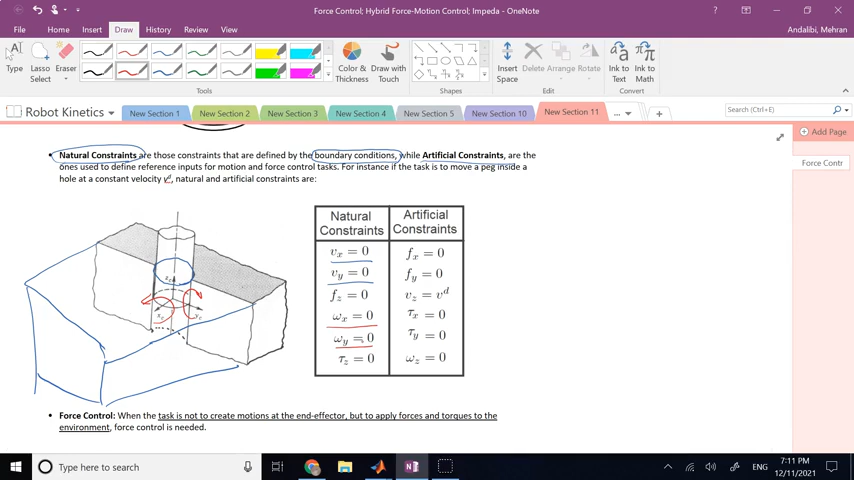 Force Control; Hybrid Force-Motion Control; Impeda - OneNote
Andalibi, Mehran
File Home Insert Draw History Review View
Type
Lasso Select
Eraser
Color & Thickness
Draw with Touch
Insert Space
Delete Arrange Rotate
Ink to Text
Ink to Math
Tools Shapes Edit Convert
Robot Kinetics New Section 1 New Section 2 New Section 3 New Section 4 New Section 5 New Section 10 New Section 11 ... Search (Ctrl+E)
Add Page
Force Contr
• Natural Constraints are those constraints that are defined by the boundary conditions, while Artificial Constraints, are the
ones used to define reference inputs for motion and force control tasks. For instance if the task is to move a peg inside a
hole at a constant velocity vᵈ, natural and artificial constraints are:
Natural Constraints Artificial Constraints
v_x = 0 f_x = 0
v_y = 0 f_y = 0
f_z = 0 v_z = v^d
ω_x = 0 τ_x = 0
ω_y = 0 τ_y = 0
τ_z = 0 ω_z = 0
• Force Control: When the task is not to create motions at the end-effector, but to apply forces and torques to the
environment, force control is needed.
Type here to search
ENG
7:11 PM
12/11/2021